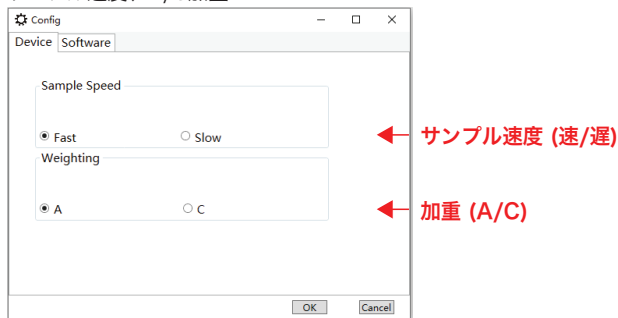 Config
Device Software
Sample Speed
Fast Slow
サンプル速度 (速/遅)
Weighting
A C
加重 (A/C)
OK Cancel